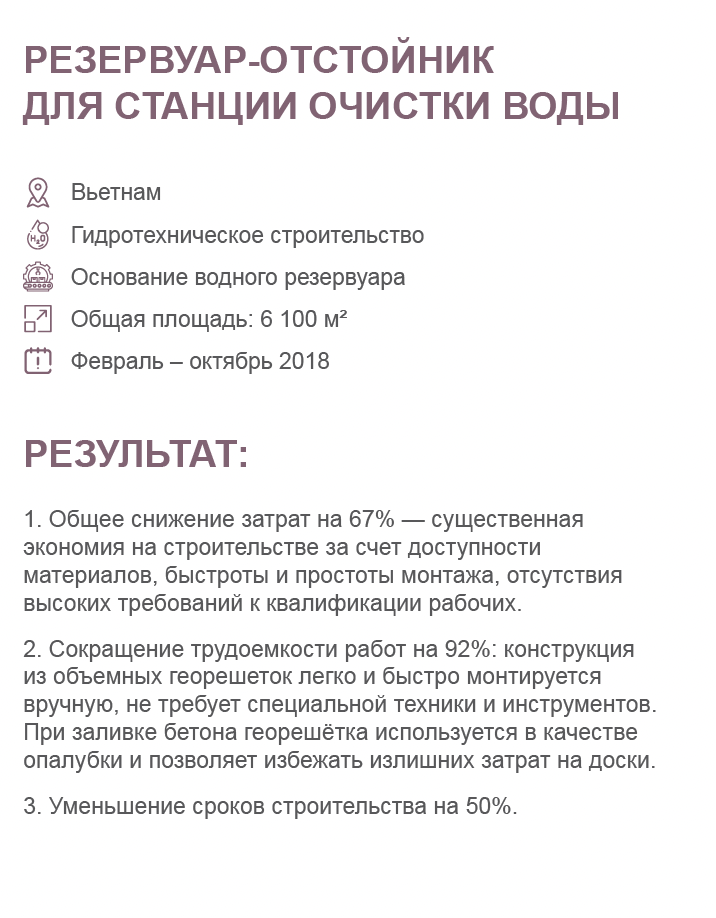 РЕЗЕРВУАР-ОТСТОЙНИК
ДЛЯ СТАНЦИИ ОЧИСТКИ ВОДЫ
Вьетнам
H₂O
Гидротехническое строительство
Основание водного резервуара
Общая площадь: 6 100 м²
Февраль – октябрь 2018
РЕЗУЛЬТАТ:
1. Общее снижение затрат на 67% — существенная
экономия на строительстве за счет доступности
материалов, быстроты и простоты монтажа, отсутствия
высоких требований к квалификации рабочих.
2. Сокращение трудоемкости работ на 92%: конструкция
из объемных георешеток легко и быстро монтируется
вручную, не требует специальной техники и инструментов.
При заливке бетона георешётка используется в качестве
опалубки и позволяет избежать излишних затрат на доски.
3. Уменьшение сроков строительства на 50%.